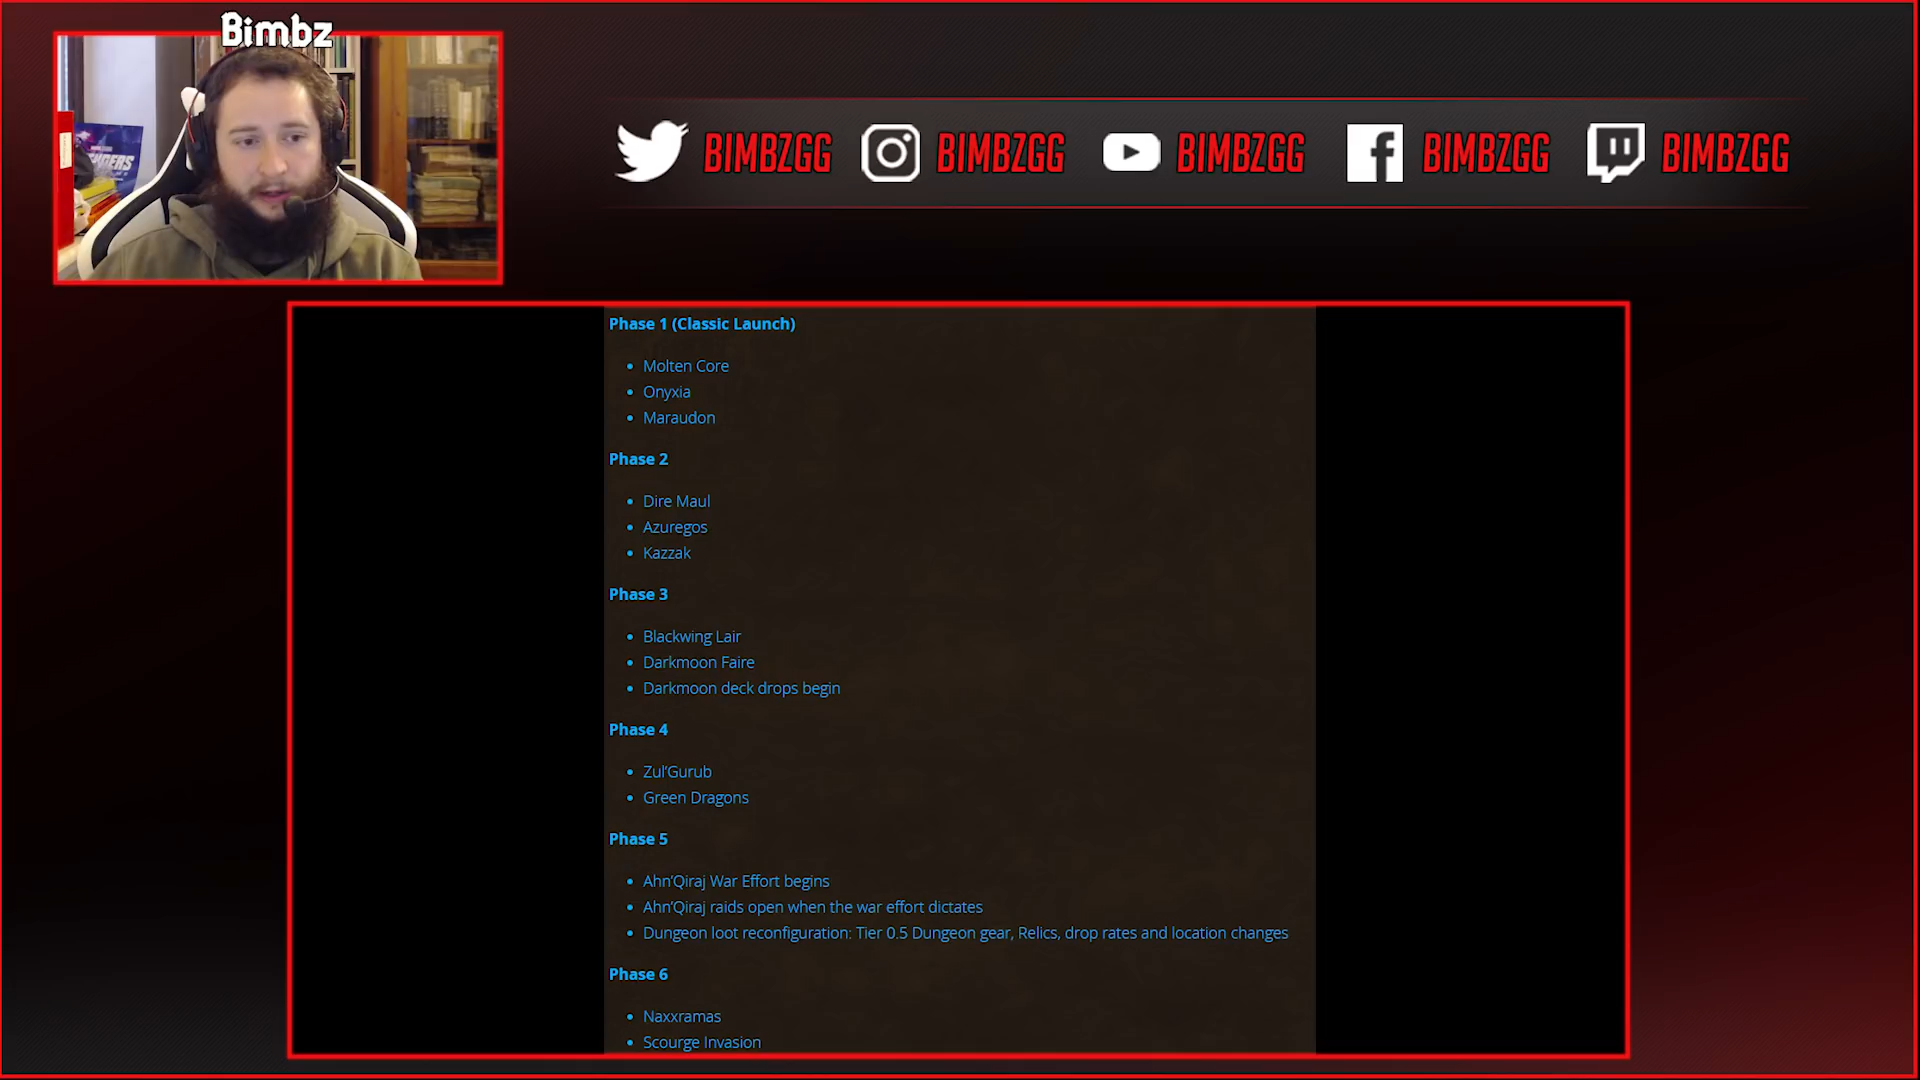 Bimbz
BIMBZGG BIMBZGG BIMBZGG BIMBZGG BIMBZGG
Phase 1 (Classic Launch)
• Molten Core
• Onyxia
• Maraudon
Phase 2
• Dire Maul
• Azuregos
• Kazzak
Phase 3
• Blackwing Lair
• Darkmoon Faire
• Darkmoon deck drops begin
Phase 4
• Zul'Gurub
• Green Dragons
Phase 5
• Ahn'Qiraj War Effort begins
• Ahn'Qiraj raids open when the war effort dictates
• Dungeon loot reconfiguration: Tier 0.5 Dungeon gear, Relics, drop rates and location changes
Phase 6
• Naxxramas
• Scourge Invasion